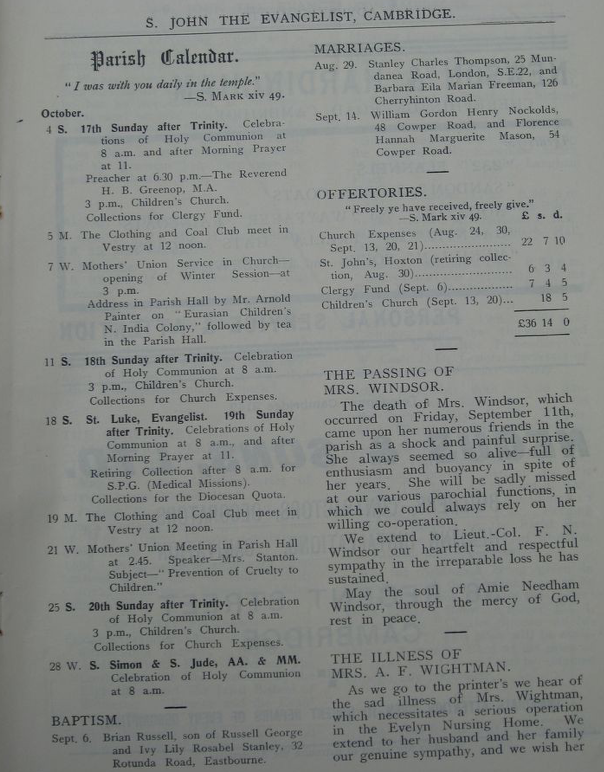 S. JOHN THE EVANGELIST, CAMBRIDGE.
Parish Calendar.
" I was with you daily in the temple."
—S. MARK xiv 49.
October.
4 S. 17th Sunday after Trinity. Celebra-
tions of Holy Communion at
8 a.m. and after Morning Prayer
at 11.
Preacher at 6.30 p.m.—The Reverend
H. B. Greenop, M.A.
3 p.m., Children's Church.
Collections for Clergy Fund.
5 M. The Clothing and Coal Club meet in
Vestry at 12 noon.
7 W. Mothers' Union Service in Church—
opening of Winter Session—at
3 p.m.
Address in Parish Hall by Mr. Arnold
Painter on " Eurasian Children's
N. India Colony," followed by tea
in the Parish Hall.
11 S. 18th Sunday after Trinity. Celebration
of Holy Communion at 8 a.m.
3 p.m., Children's Church.
Collections for Church Expenses.
18 S. St. Luke, Evangelist. 19th Sunday
after Trinity. Celebrations of Holy
Communion at 8 a.m., and after
Morning Prayer at 11.
Retiring Collection after 8 a.m. for
S.P.G. (Medical Missions).
Collections for the Diocesan Quota.
19 M. The Clothing and Coal Club meet in
Vestry at 12 noon.
21 W. Mothers' Union Meeting in Parish Hall
at 2.45. Speaker—Mrs. Stanton.
Subject—" Prevention of Cruelty to
Children."
25 S. 20th Sunday after Trinity. Celebration
of Holy Communion at 8 a.m.
3 p.m., Children's Church.
Collections for Church Expenses.
28 W. S. Simon & S. Jude, AA. & MM.
Celebration of Holy Communion
at 8 a.m.
BAPTISM.
Sept. 6. Brian Russell, son of Russell George
and Ivy Lily Rosabel Stanley, 32
Rotunda Road, Eastbourne.
MARRIAGES.
Aug. 29. Stanley Charles Thompson, 25 Mun-
danea Road, London, S.E.22, and
Barbara Eila Marian Freeman, 126
Cherryhinton Road.
Sept. 14. William Gordon Henry Nockolds,
48 Cowper Road, and Florence
Hannah Marguerite Mason, 54
Cowper Road.
OFFERTORIES.
" Freely ye have received, freely give."
—S. Mark xiv 49. £ s. d.
Church Expenses (Aug. 24, 30,
Sept. 13, 20, 21)........................ 22 7 10
St. John's, Hoxton (retiring collec-
tion, Aug. 30)........................... 6 3 4
Clergy Fund (Sept. 6).................. 7 4 5
Children's Church (Sept. 13, 20)... 18 5
£36 14 0
THE PASSING OF
MRS. WINDSOR.
The death of Mrs. Windsor, which
occurred on Friday, September 11th,
came upon her numerous friends in the
parish as a shock and painful surprise.
She always seemed so alive—full of
enthusiasm and buoyancy in spite of
her years. She will be sadly missed
at our various parochial functions, in
which we could always rely on her
willing co-operation.
We extend to Lieut.-Col. F. N.
Windsor our heartfelt and respectful
sympathy in the irreparable loss he has
sustained.
May the soul of Amie Needham
Windsor, through the mercy of God,
rest in peace.
THE ILLNESS OF
MRS. A. F. WIGHTMAN.
As we go to the printer's we hear of
the sad illness of Mrs. Wightman,
which necessitates a serious operation
in the Evelyn Nursing Home. We
extend to her husband and her family
our genuine sympathy, and we wish her